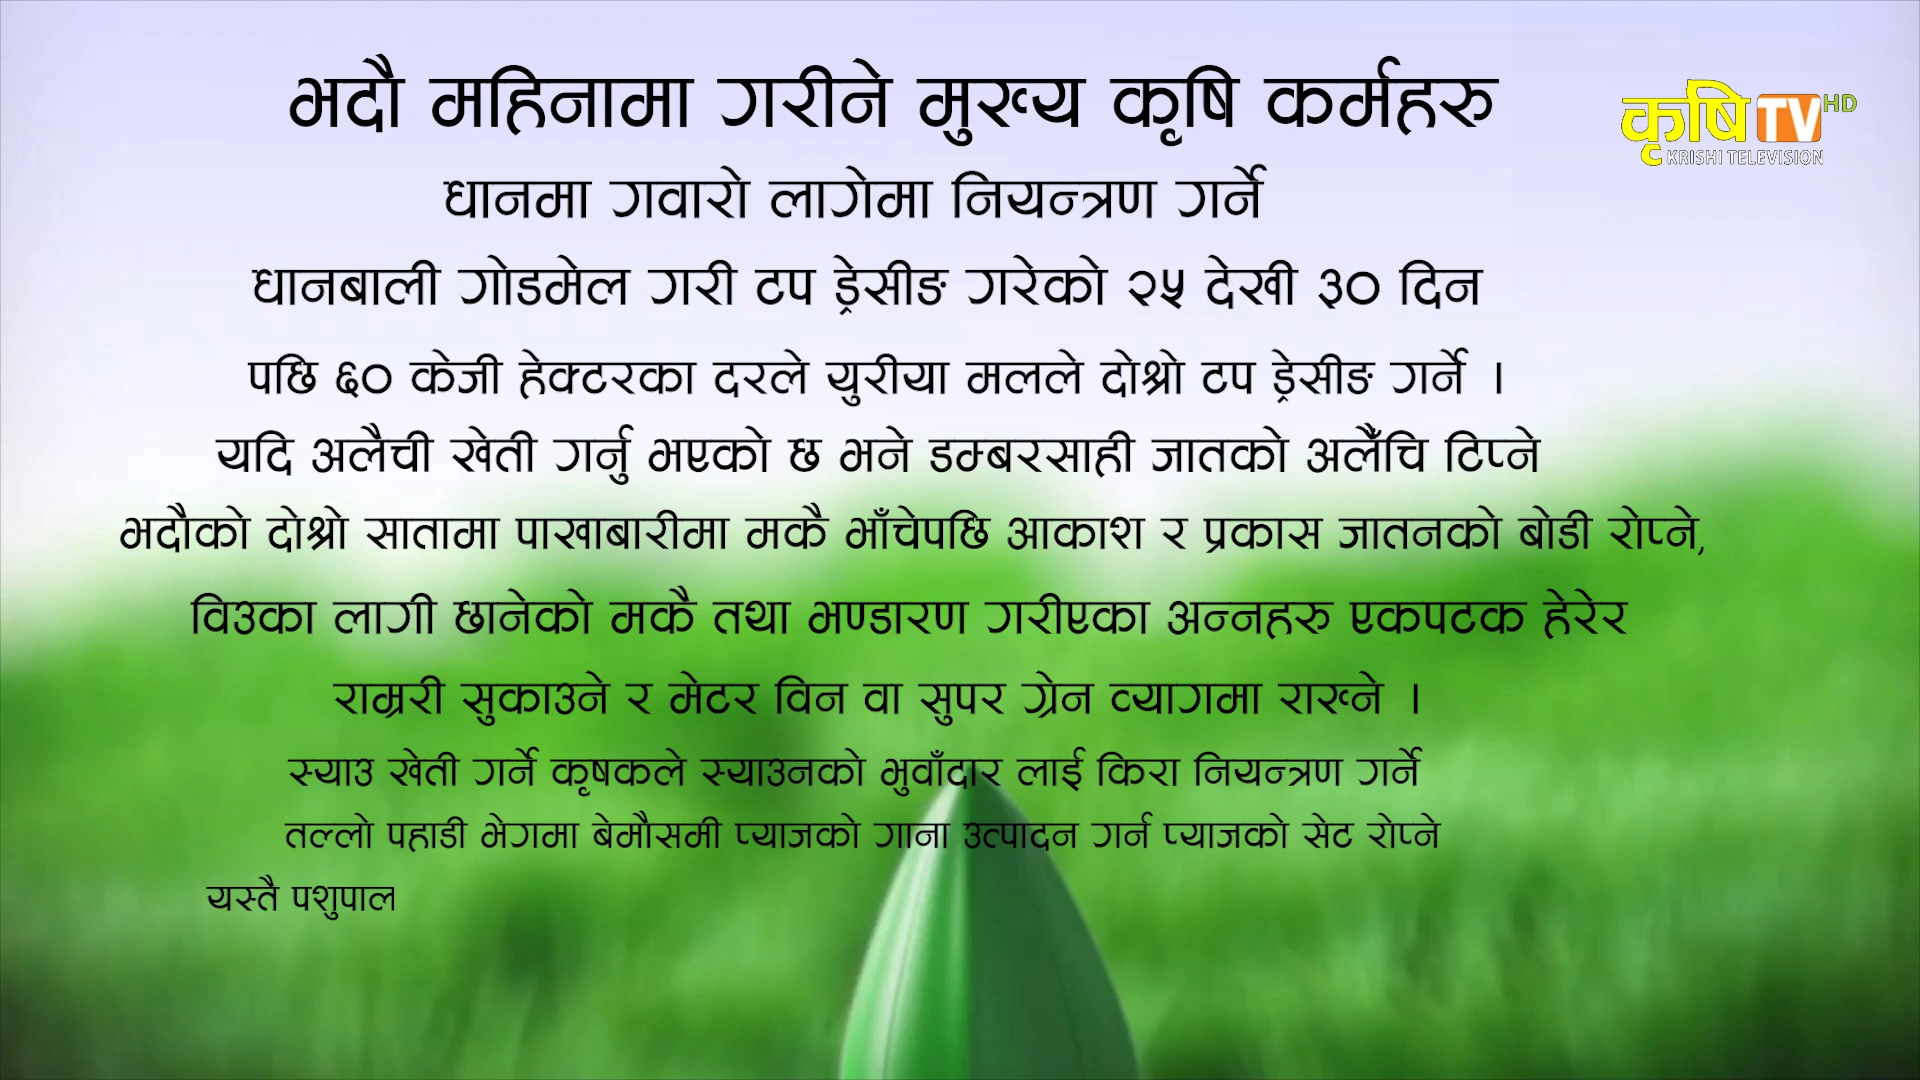 भदौ महिनामा गरीने मुख्य कृषि कर्महरु
कृषि TV HD
KRISHI TELEVISION
धानमा गवारो लागेमा नियन्त्रण गर्ने
धानबाली गोडमेल गरी टप ड्रेसीङ गरेको २५ देखी ३० दिन
पछि ६० केजी हेक्टरका दरले युरीया मलले दोश्रो टप ड्रेसीङ गर्ने ।
यदि अलैची खेती गर्नु भएको छ भने डम्बरसाही जातको अलैँचि टिप्ने
भदौको दोश्रो सातामा पाखाबारीमा मकै भाँचेपछि आकाश र प्रकास जातनको बोडी रोप्ने,
विउका लागी छानेको मकै तथा भण्डारण गरीएका अन्नहरु एकपटक हेरेर
राम्ररी सुकाउने र मेटर विन वा सुपर ग्रेन व्यागमा राख्ने ।
स्याउ खेती गर्ने कृषकले स्याउनको भुवाँदार लाई किरा नियन्त्रण गर्ने
तल्लो पहाडी भेगमा बेमौसमी प्याजको गाना उत्पादन गर्न प्याजको सेट रोप्ने
यस्तै पशुपाल